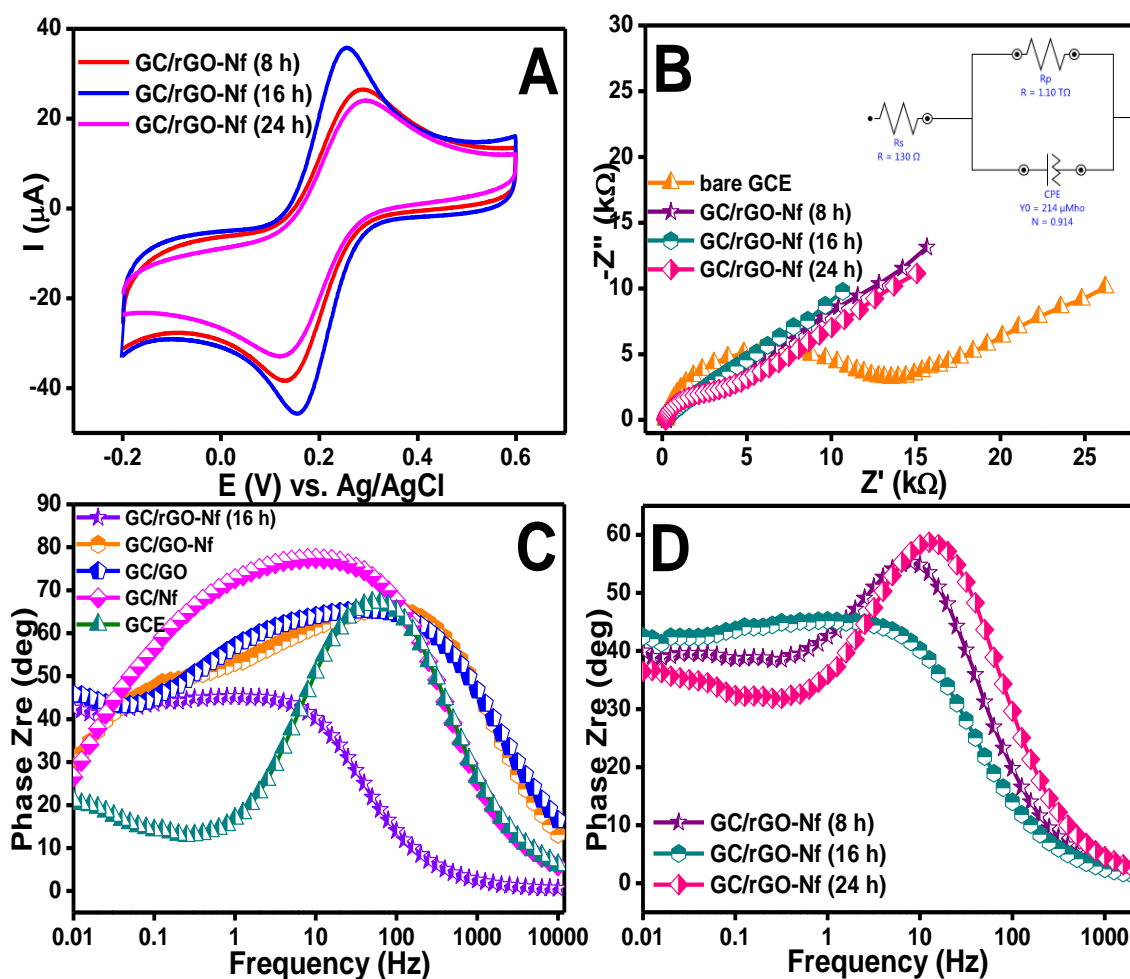 A
GC/rGO-Nf (8 h)
GC/rGO-Nf (16 h)
GC/rGO-Nf (24 h)
I (µA)
40
20
0
-20
-40
-0.2 0.0 0.2 0.4 0.6
E (V) vs. Ag/AgCl
B
Rp
R = 1.10 TΩ
Rs
R = 130 Ω
CPE
Y0 = 214 µMho
N = 0.914
bare GCE
GC/rGO-Nf (8 h)
GC/rGO-Nf (16 h)
GC/rGO-Nf (24 h)
-Z'' (kΩ)
30
25
20
15
10
5
0
0 5 10 15 20 25
Z' (kΩ)
C
GC/rGO-Nf (16 h)
GC/GO-Nf
GC/GO
GC/Nf
GCE
Phase Zre (deg)
90
80
70
60
50
40
30
20
10
0
0.01 0.1 1 10 100 1000 10000
Frequency (Hz)
D
GC/rGO-Nf (8 h)
GC/rGO-Nf (16 h)
GC/rGO-Nf (24 h)
Phase Zre (deg)
60
50
40
30
20
10
0
0.01 0.1 1 10 100 1000
Frequency (Hz)